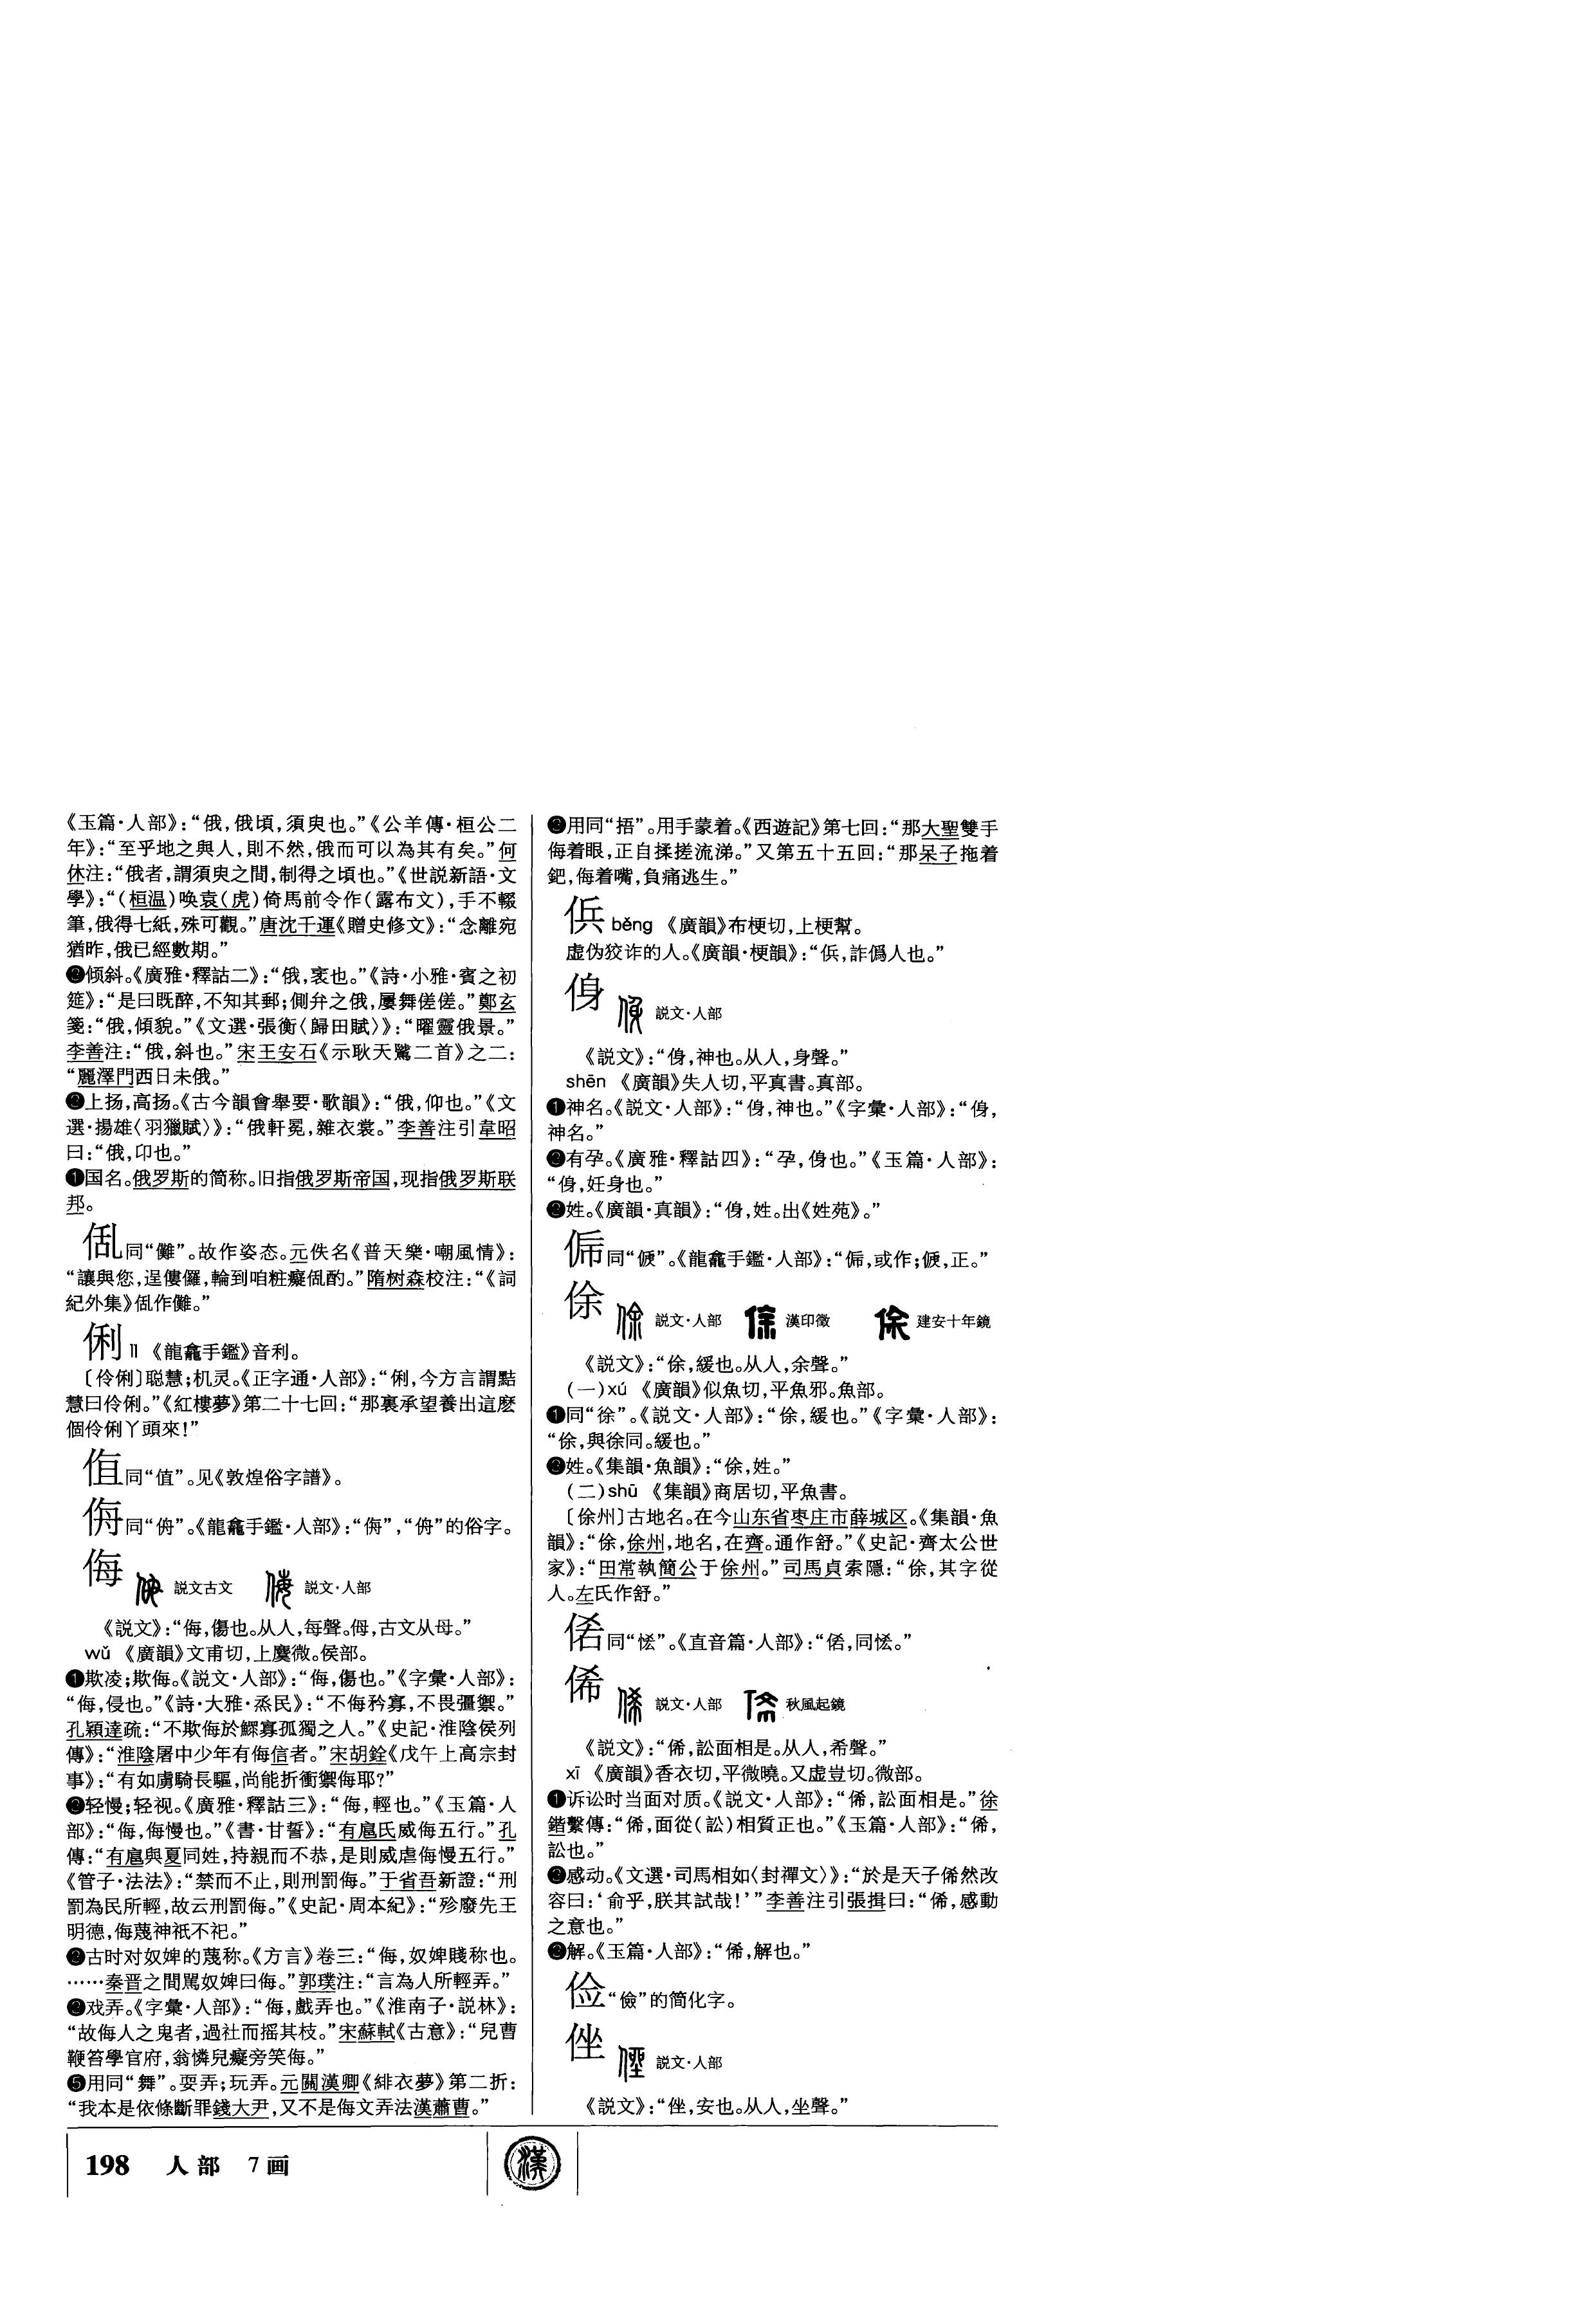 《玉篇·人部》：“俄，俄頃，須臾也。”《公羊傳·桓公二
年》：“至乎地之與人，則不然，俄而可以為其有矣。”何
休注：“俄者，謂須臾之間，制得之頃也。”《世説新語·文
學》：“（桓温）唤袁（虎）倚馬前令作（露布文），手不輟
筆，俄得七紙，殊可觀。”唐沈千運《贈史修文》：“念離宛
猶昨，俄已經數期。”
❷倾斜。《廣雅·釋詁二》：“俄，衺也。”《詩·小雅·賓之初
筵》：“是曰既醉，不知其郵；側弁之俄，屢舞傞傞。”鄭玄
箋：“俄，傾貌。”《文選·張衡〈歸田賦〉》：“曜靈俄景。”
李善注：“俄，斜也。”宋王安石《示耿天騭二首》之二：
“麗澤門西日未俄。”
❷上扬，高扬。《古今韻會舉要·歌韻》：“俄，仰也。”《文
選·揚雄〈羽獵賦〉》：“俄軒冕，雜衣裳。”李善注引韋昭
曰：“俄，卬也。”
❶国名。俄罗斯的简称。旧指俄罗斯帝国，现指俄罗斯联
邦。
同“儺”。故作姿态。元佚名《普天樂·嘲風情》：
“讓與您，逞僂儸，輪到咱粧癡酌。”隋树森校注：“《詞
紀外集》作儺。”
俐 lì 《龍龕手鑑》音利。
〔伶俐〕聪慧；机灵。《正字通·人部》：“俐，今方言謂黠
慧曰伶俐。”《紅樓夢》第二十七回：“那裏承望養出這麽
個伶俐丫頭來！”
同“值”。见《敦煌俗字譜》。
同“侜”。《龍龕手鑑·人部》：“”，“侜”的俗字。
侮 説文古文 説文·人部
《説文》：“侮，傷也。从人，每聲。㑄，古文从母。”
wǔ 《廣韻》文甫切，上麌微。侯部。
❶欺凌；欺侮。《説文·人部》：“侮，傷也。”《字彙·人部》：
“侮，侵也。”《詩·大雅·烝民》：“不侮矜寡，不畏彊禦。”
孔穎達疏：“不欺侮於鰥寡孤獨之人。”《史記·淮陰侯列
傳》：“淮陰屠中少年有侮信者。”宋胡銓《戊午上高宗封
事》：“有如虜騎長驅，尚能折衝禦侮耶？”
❷轻慢；轻视。《廣雅·釋詁三》：“侮，輕也。”《玉篇·人
部》：“侮，侮慢也。”《書·甘誓》：“有扈氏威侮五行。”孔
傳：“有扈與夏同姓，恃親而不恭，是則威虐侮慢五行。”
《管子·法法》：“禁而不止，則刑罰侮。”于省吾新證：“刑
罰為民所輕，故云刑罰侮。”《史記·周本紀》：“殄廢先王
明德，侮蔑神祇不祀。”
❷古时对奴婢的蔑称。《方言》卷三：“侮，奴婢賤称也。
……秦晋之間駡奴婢曰侮。”郭璞注：“言為人所輕弄。”
❷戏弄。《字彙·人部》：“侮，戲弄也。”《淮南子·説林》：
“故侮人之鬼者，過社而摇其枝。”宋蘇軾《古意》：“兒曹
鞭笞學官府，翁憐兒癡旁笑侮。”
❺用同“舞”。耍弄；玩弄。元關漢卿《緋衣夢》第二折：
“我本是依條斷罪錢大尹，又不是侮文弄法漢蕭曹。”
❷用同“捂”。用手蒙着。《西遊記》第七回：“那大聖雙手
侮着眼，正自揉搓流涕。”又第五十五回：“那呆子拖着
鈀，侮着嘴，負痛逃生。”
㑟 běng 《廣韻》布梗切，上梗幫。
虚伪狡诈的人。《廣韻·梗韻》：“㑟，詐僞人也。”
㑗 説文·人部
《説文》：“㑗，神也。从人，身聲。”
shēn 《廣韻》失人切，平真書。真部。
❶神名。《説文·人部》：“㑗，神也。”《字彙·人部》：“㑗，
神名。”
❷有孕。《廣雅·釋詁四》：“孕，㑗也。”《玉篇·人部》：
“㑗，妊身也。”
❷姓。《廣韻·真韻》：“㑗，姓。出《姓苑》。”
同“傂”。《龍龕手鑑·人部》：“，或作；傂，正。”
俆 説文·人部 漢印徵 建安十年鏡
《説文》：“俆，緩也。从人，余聲。”
（一）xú 《廣韻》似魚切，平魚邪。魚部。
❶同“徐”。《説文·人部》：“俆，緩也。”《字彙·人部》：
“俆，與徐同。緩也。”
❷姓。《集韻·魚韻》：“俆，姓。”
（二）shū 《集韻》商居切，平魚書。
〔俆州〕古地名。在今山东省枣庄市薛城区。《集韻·魚
韻》：“俆，俆州，地名，在齊。通作舒。”《史記·齊太公世
家》：“田常執簡公于俆州。”司馬貞索隱：“俆，其字從
人。左氏作舒。”
同“恡”。《直音篇·人部》：“，同恡。”
俙 説文·人部 秋風起鏡
《説文》：“俙，訟面相是。从人，希聲。”
xī 《廣韻》香衣切，平微曉。又虚豈切。微部。
❶诉讼时当面对质。《説文·人部》：“俙，訟面相是。”徐
鍇繫傳：“俙，面從（訟）相質正也。”《玉篇·人部》：“俙，
訟也。”
❷感动。《文選·司馬相如〈封禪文〉》：“於是天子俙然改
容曰：‘俞乎，朕其試哉！’”李善注引張揖曰：“俙，感動
之意也。”
❷解。《玉篇·人部》：“俙，解也。”
俭 “儉”的简化字。
㑅 説文·人部
《説文》：“㑅，安也。从人，坐聲。”
198 人部 7画
漢